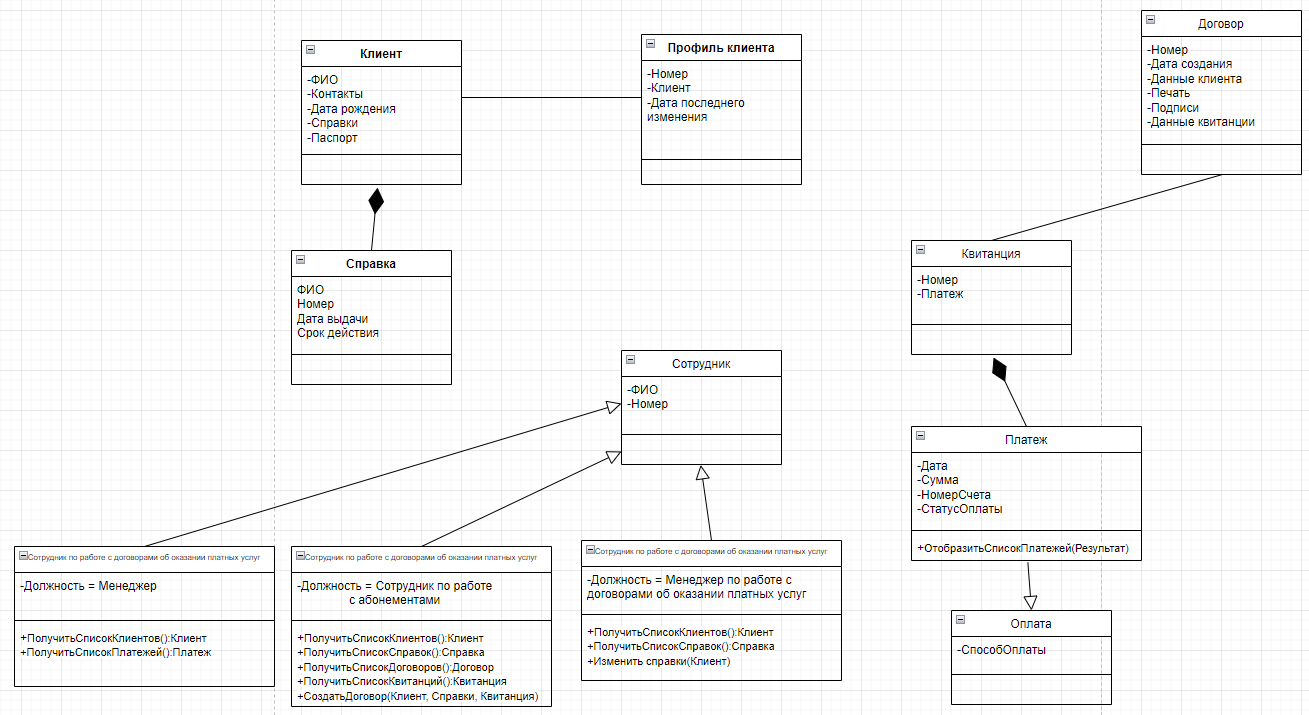 Клиент
-ФИО
-Контакты
-Дата рождения
-Справки
-Паспорт
Профиль клиента
-Номер
-Клиент
-Дата последнего
изменения
Договор
-Номер
-Дата создания
-Данные клиента
-Печать
-Подписи
-Данные квитанции
Справка
ФИО
Номер
Дата выдачи
Срок действия
Квитанция
-Номер
-Платеж
Сотрудник
-ФИО
-Номер
Платеж
-Дата
-Сумма
-НомерСчета
-СтатусОплаты
+ОтобразитьСписокПлатежей(Результат)
Сотрудник по работе с договорами об оказании платных услуг
-Должность = Менеджер
+ПолучитьСписокКлиентов():Клиент
+ПолучитьСписокПлатежей():Платеж
Сотрудник по работе с договорами об оказании платных услуг
-Должность = Сотрудник по работе
с абонементами
+ПолучитьСписокКлиентов():Клиент
+ПолучитьСписокСправок():Справка
+ПолучитьСписокДоговоров():Договор
+ПолучитьСписокКвитанций():Квитанция
+СоздатьДоговор(Клиент, Справки, Квитанция)
Сотрудник по работе с договорами об оказании платных услуг
-Должность = Менеджер по работе с
договорами об оказании платных услуг
+ПолучитьСписокКлиентов():Клиент
+ПолучитьСписокСправок():Справка
+Изменить справки(Клиент)
Оплата
-СпособОплаты